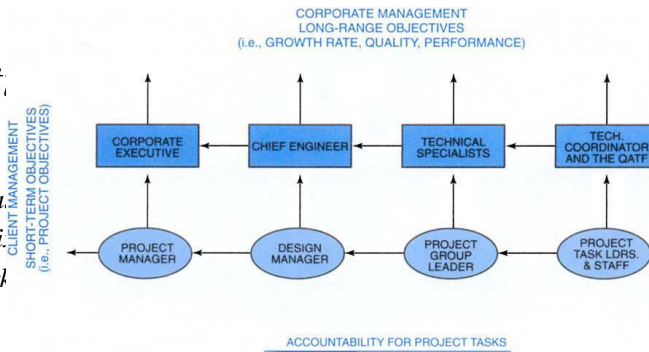 CORPORATE MANAGEMENT
LONG-RANGE OBJECTIVES
(i.e., GROWTH RATE, QUALITY, PERFORMANCE)
CLIENT MANAGEMENT
SHORT-TERM OBJECTIVES
(i.e., PROJECT OBJECTIVES)
CORPORATE
EXECUTIVE
CHIEF ENGINEER
TECHNICAL
SPECIALISTS
TECH.
COORDINATOR
AND THE QATF
PROJECT
MANAGER
DESIGN
MANAGER
PROJECT
GROUP
LEADER
PROJECT
TASK LDRS.
& STAFF
ACCOUNTABILITY FOR PROJECT TASKS